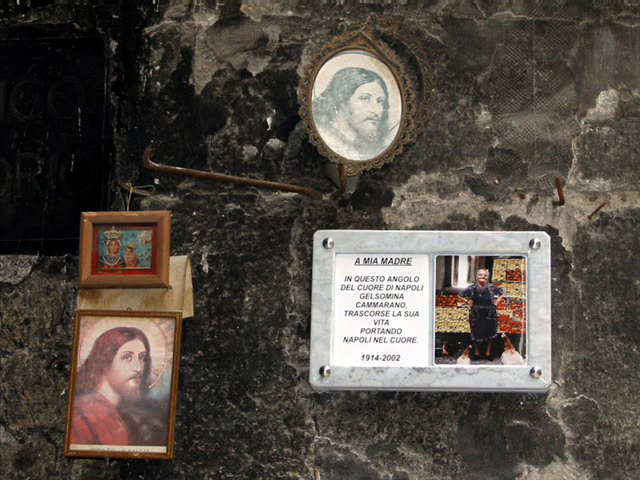 A MIA MADRE
IN QUESTO ANGOLO
DEL CUORE DI NAPOLI
GELSOMINA
CAMMARANO,
TRASCORSE LA SUA
VITA
PORTANDO
NAPOLI NEL CUORE.
1914-2002